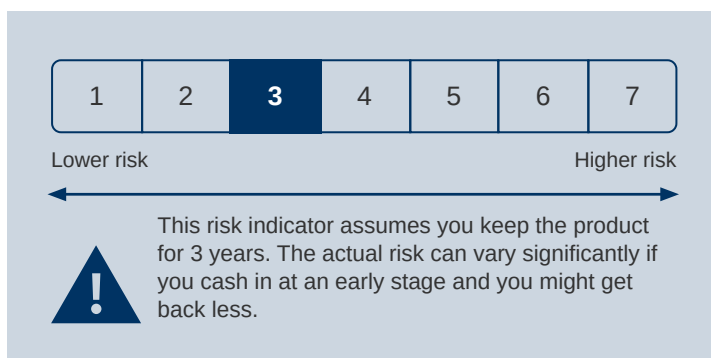 1 2 3 4 5 6 7
Lower risk Higher risk
This risk indicator assumes you keep the product
for 3 years. The actual risk can vary significantly if
you cash in at an early stage and you might get
back less.